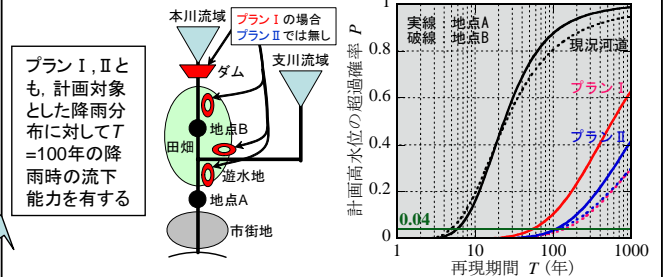 プランⅠ,Ⅱと
も, 計画対象
とした降雨分
布に対してT
=100年の降
雨時の流下
能力を有する
本川流域
プランⅠの場合
プランⅡでは無し
支川流域
ダム
地点B
田畑
遊水地
地点A
市街地
計画高水位の超過確率 P
1
0.8
0.6
0.4
0.2
0
0.04
実線:地点A
破線:地点B
現況河道
プランⅠ
プランⅡ
1
10
100
1000
再現期間 T (年)